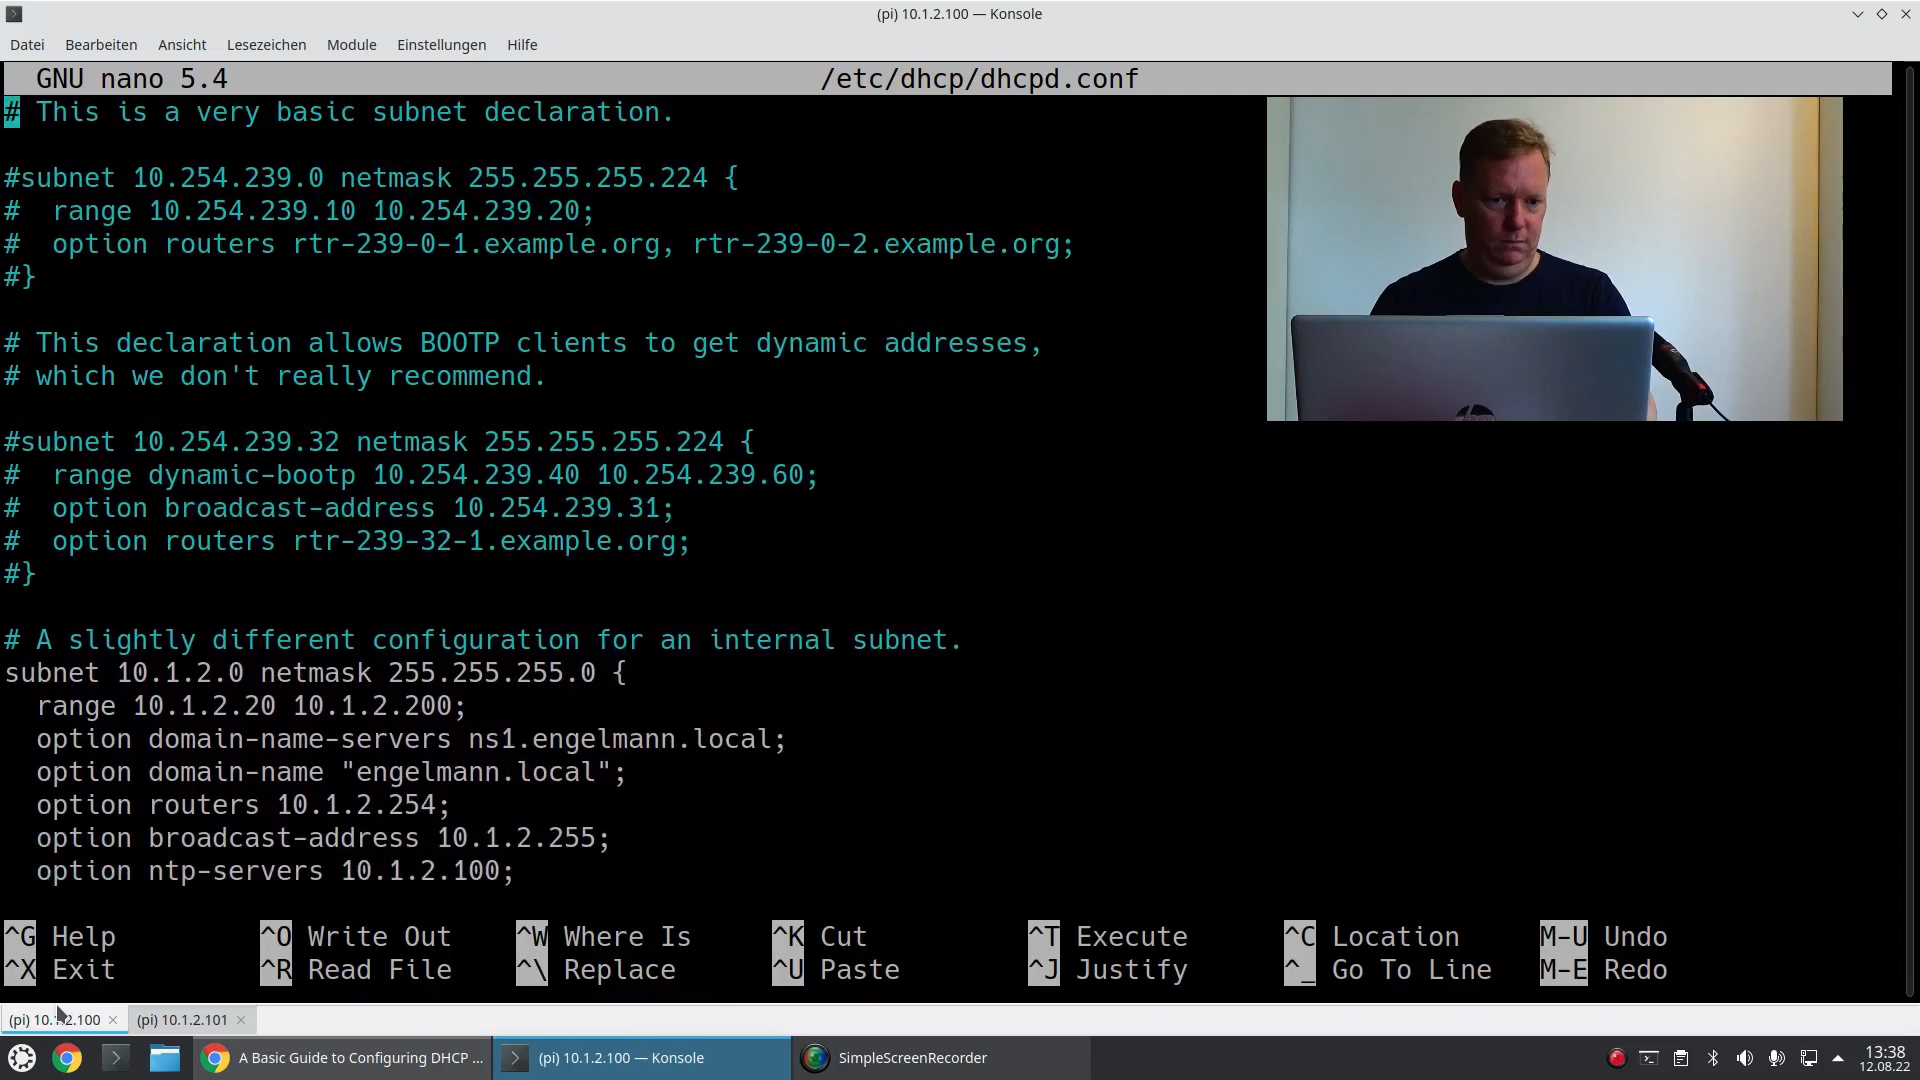 (pi) 10.1.2.100 — Konsole
Datei Bearbeiten Ansicht Lesezeichen Module Einstellungen Hilfe
GNU nano 5.4 /etc/dhcp/dhcpd.conf
# This is a very basic subnet declaration.
#subnet 10.254.239.0 netmask 255.255.255.224 {
#  range 10.254.239.10 10.254.239.20;
#  option routers rtr-239-0-1.example.org, rtr-239-0-2.example.org;
#}
# This declaration allows BOOTP clients to get dynamic addresses,
# which we don't really recommend.
#subnet 10.254.239.32 netmask 255.255.255.224 {
#  range dynamic-bootp 10.254.239.40 10.254.239.60;
#  option broadcast-address 10.254.239.31;
#  option routers rtr-239-32-1.example.org;
#}
# A slightly different configuration for an internal subnet.
subnet 10.1.2.0 netmask 255.255.255.0 {
  range 10.1.2.20 10.1.2.200;
  option domain-name-servers ns1.engelmann.local;
  option domain-name "engelmann.local";
  option routers 10.1.2.254;
  option broadcast-address 10.1.2.255;
  option ntp-servers 10.1.2.100;
^G Help ^O Write Out ^W Where Is ^K Cut ^T Execute ^C Location M-U Undo
^X Exit ^R Read File ^\ Replace ^U Paste ^J Justify ^_ Go To Line M-E Redo
(pi) 10.1.2.100 (pi) 10.1.2.101
A Basic Guide to Configuring DHCP ... (pi) 10.1.2.100 — Konsole SimpleScreenRecorder 13:38
12.08.22